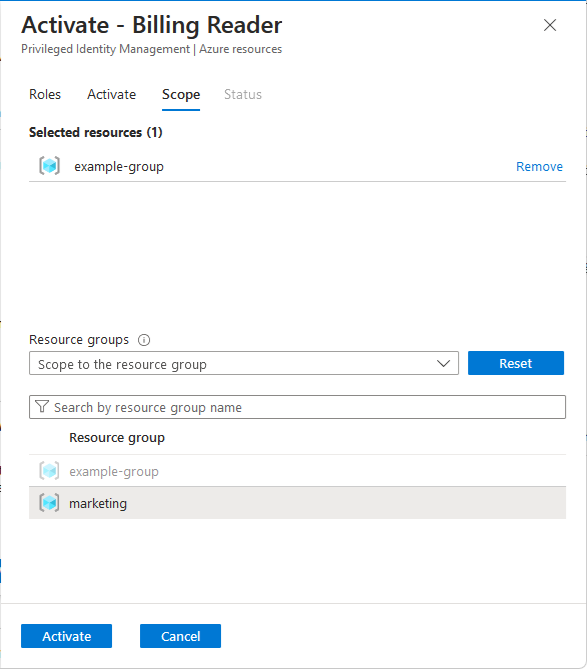 Activate - Billing Reader
Privileged Identity Management | Azure resources
Roles Activate Scope Status
Selected resources (1)
example-group Remove
Resource groups
Scope to the resource group Reset
Search by resource group name
Resource group
example-group
marketing
Activate Cancel